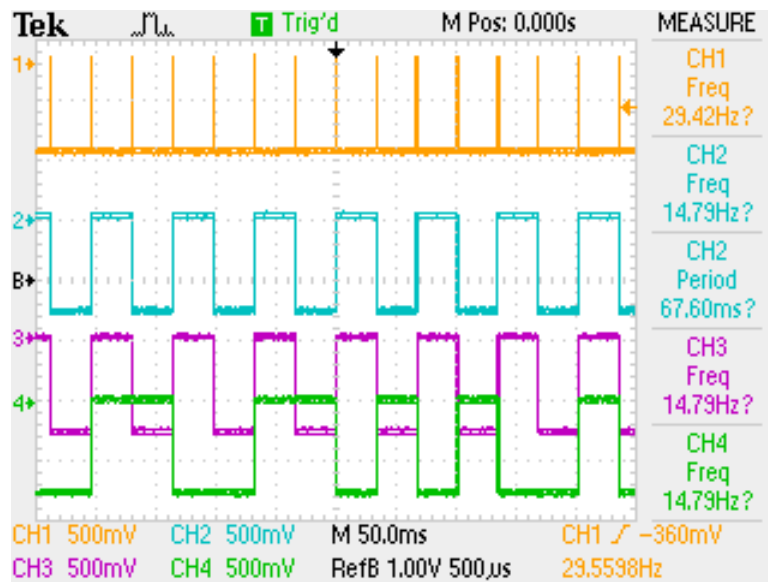 Tek T Trig'd M Pos: 0.000s MEASURE
1
CH1
Freq
29.42Hz?
CH2
Freq
14.79Hz?
2
CH2
Period
67.60ms?
B
3
CH3
Freq
14.79Hz?
4
CH4
Freq
14.79Hz?
CH1 500mV CH2 500mV M 50.0ms CH1 -360mV
CH3 500mV CH4 500mV RefB 1.00V 500µs 29.5598Hz